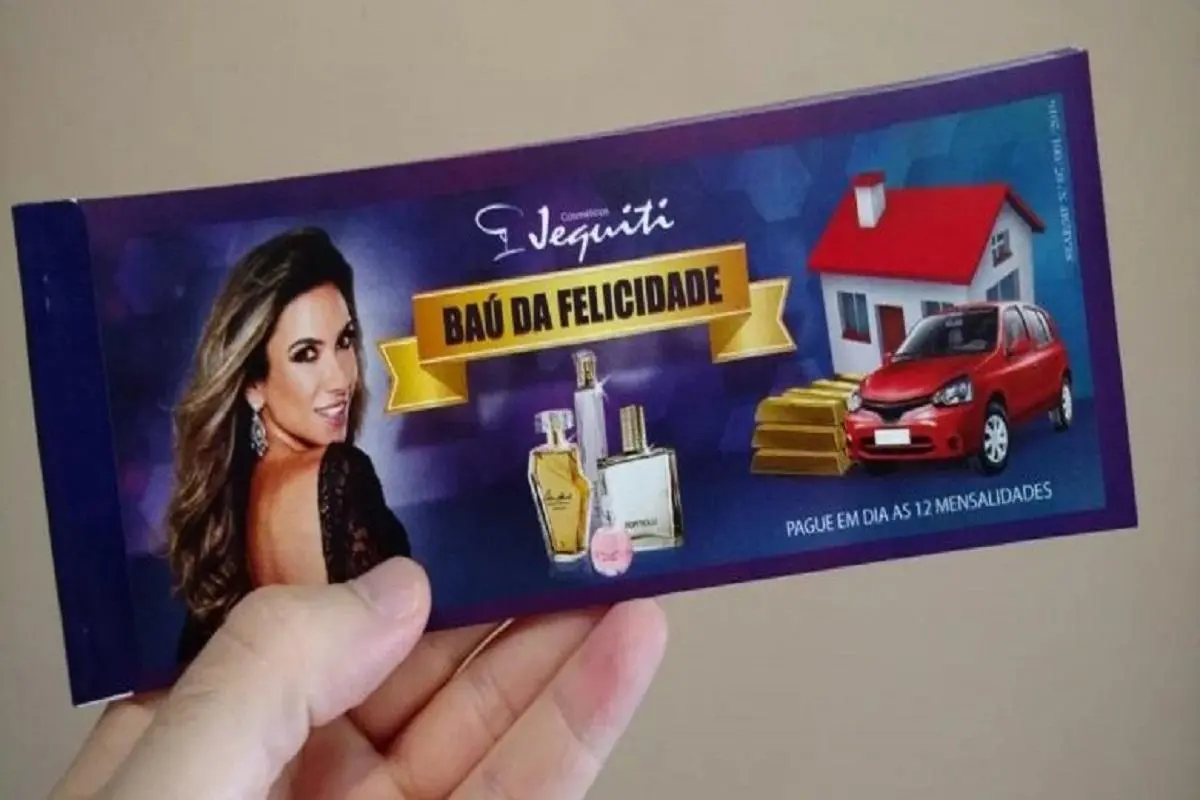 Cosméticos
Jequiti
BAÚ DA FELICIDADE
PAGUE EM DIA AS 12 MENSALIDADES